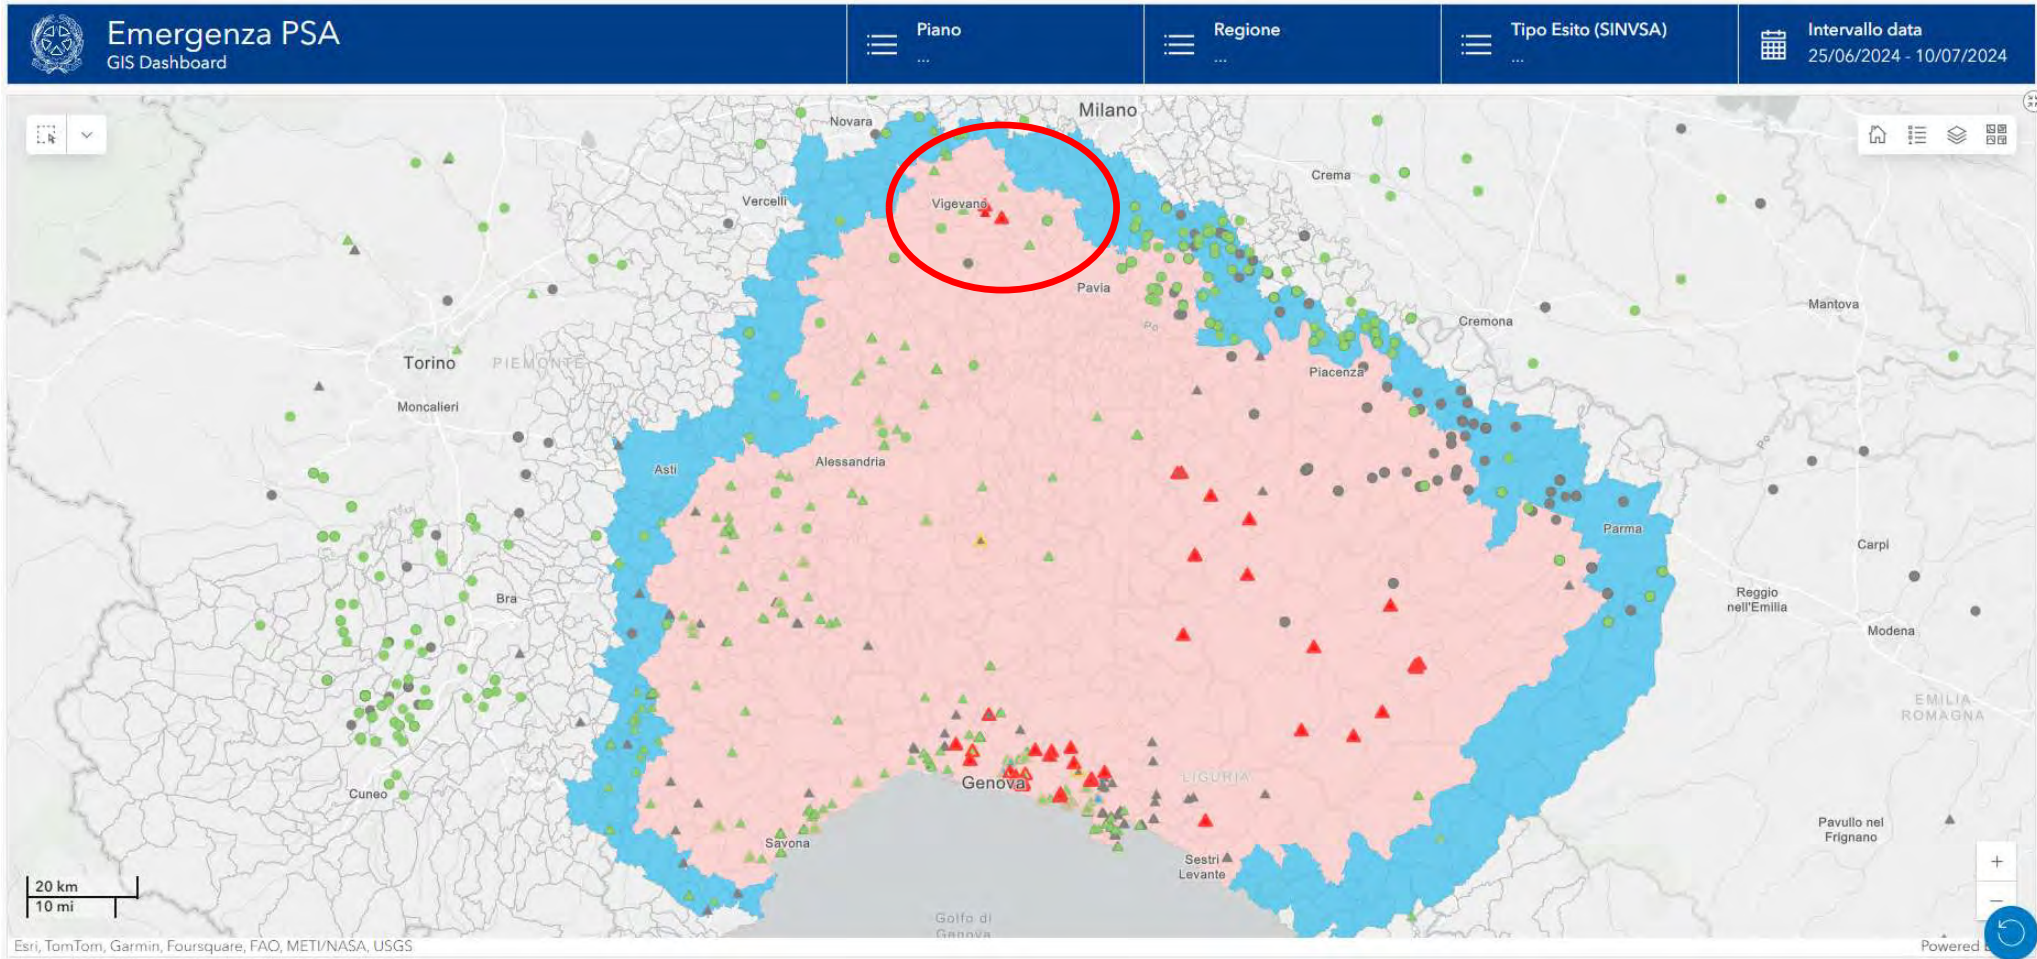 Emergenza PSA
GIS Dashboard
Piano
...
Regione
...
Tipo Esito (SINVSA)
...
Intervallo data
25/06/2024 - 10/07/2024
Milano
Novara
Crema
Vercelli
Vigevano
Pavia
Mantova
Po
Cremona
Torino
PIEMONTE
Piacenza
Moncalieri
Alessandria
Asti
Po
Parma
Carpi
Bra
Reggio
nell'Emilia
Modena
EMILIA
ROMAGNA
LIGURIA
Genova
Cuneo
Pavullo nel
Frignano
Savona
Sestri
Levante
+
−
20 km
10 mi
Golfo di
Genova
Esri, TomTom, Garmin, Foursquare, FAO, METI/NASA, USGS
Powered